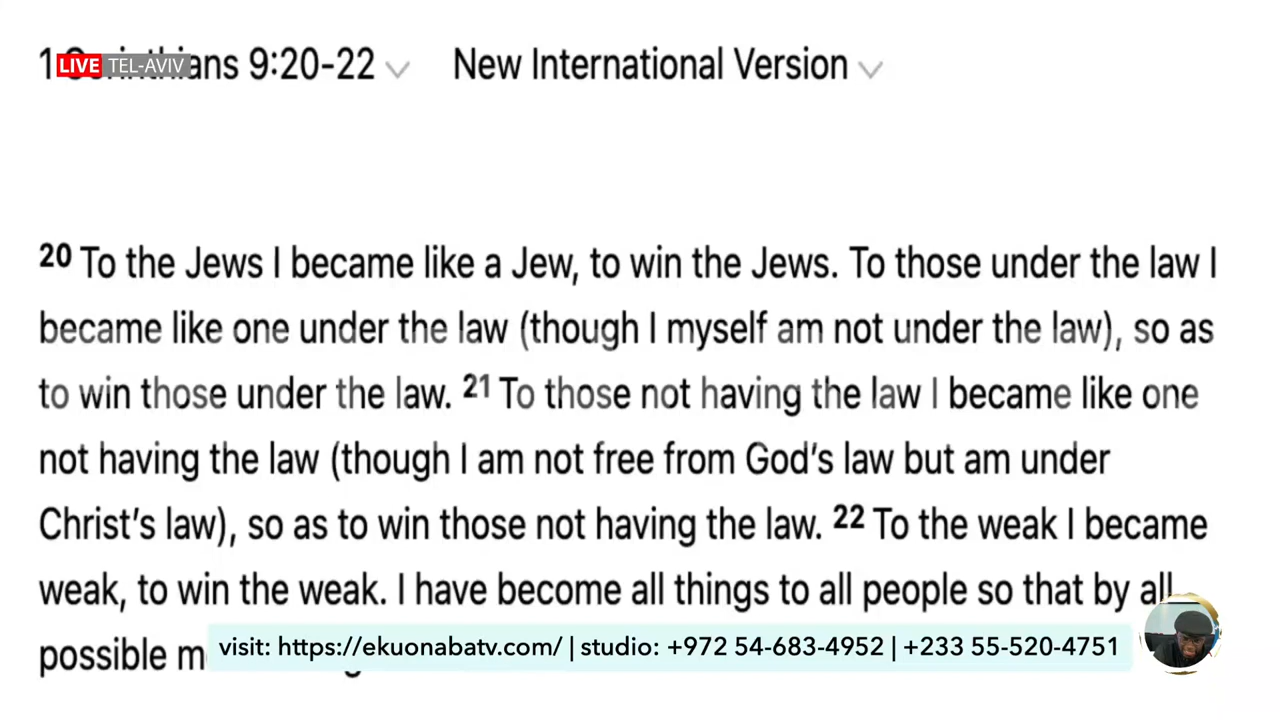 LIVE TEL-AVIV
9:20-22 New International Version
20 To the Jews I became like a Jew, to win the Jews. To those under the law I
became like one under the law (though I myself am not under the law), so as
to win those under the law. 21 To those not having the law I became like one
not having the law (though I am not free from God's law but am under
Christ's law), so as to win those not having the law. 22 To the weak I became
weak, to win the weak. I have become all things to all people so that by all
possible
visit: https://ekuonabatv.com/ | studio: +972 54-683-4952 | +233 55-520-4751